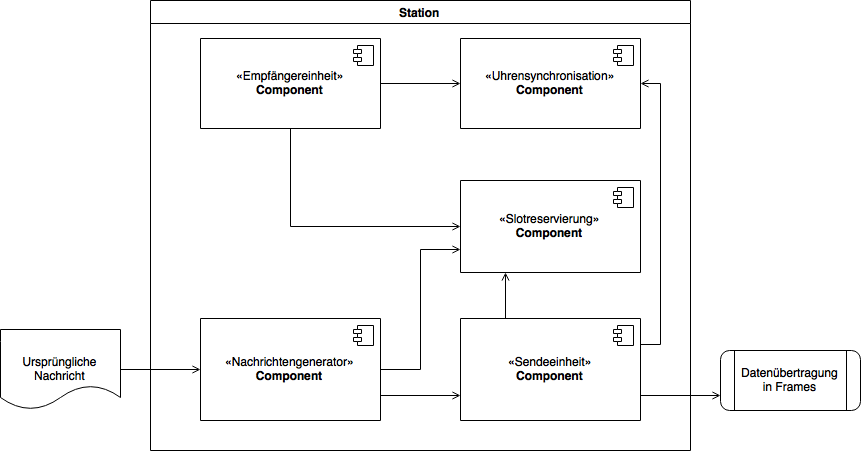 Station
«Empfängereinheit»
Component
«Uhrensynchronisation»
Component
«Slotreservierung»
Component
Ursprüngliche
Nachricht
«Nachrichtengenerator»
Component
«Sendeeinheit»
Component
Datenübertragung
in Frames